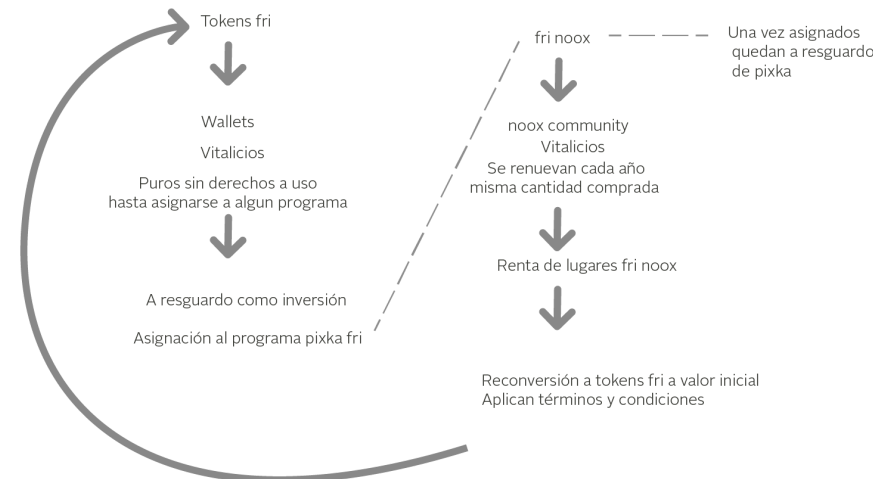 Tokens fri
Wallets
Vitalicios
Puros sin derechos a uso
hasta asignarse a algun programa
A resguardo como inversión
Asignación al programa pixka fri
fri noox
Una vez asignados
quedan a resguardo
de pixka
noox community
Vitalicios
Se renuevan cada año
misma cantidad comprada
Renta de lugares fri noox
Reconversión a tokens fri a valor inicial
Aplican términos y condiciones